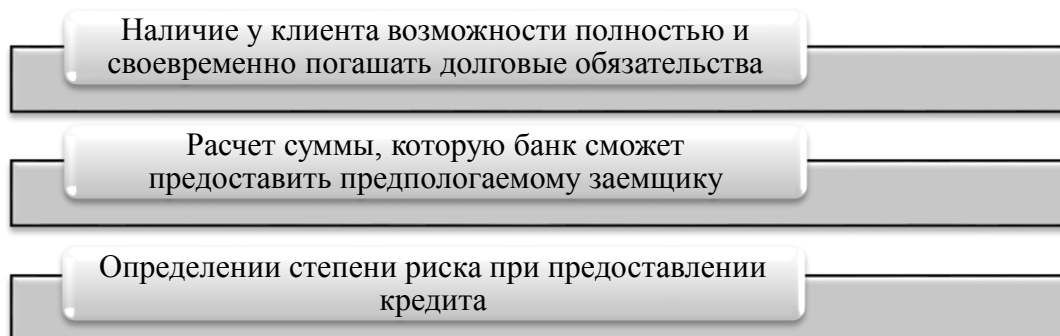 Наличие у клиента возможности полностью и
своевременно погашать долговые обязательства
Расчет суммы, которую банк сможет
предоставить предпологаемому заемщику
Определении степени риска при предоставлении
кредита